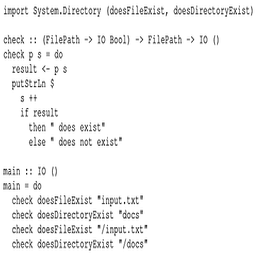 import System.Directory (doesFileExist, doesDirectoryExist)

check :: (FilePath -> IO Bool) -> FilePath -> IO ()
check p s = do
  result <- p s
  putStrLn $
    s ++
    if result
      then " does exist"
      else " does not exist"

main :: IO ()
main = do
  check doesFileExist "input.txt"
  check doesDirectoryExist "docs"
  check doesFileExist "/input.txt"
  check doesDirectoryExist "/docs"